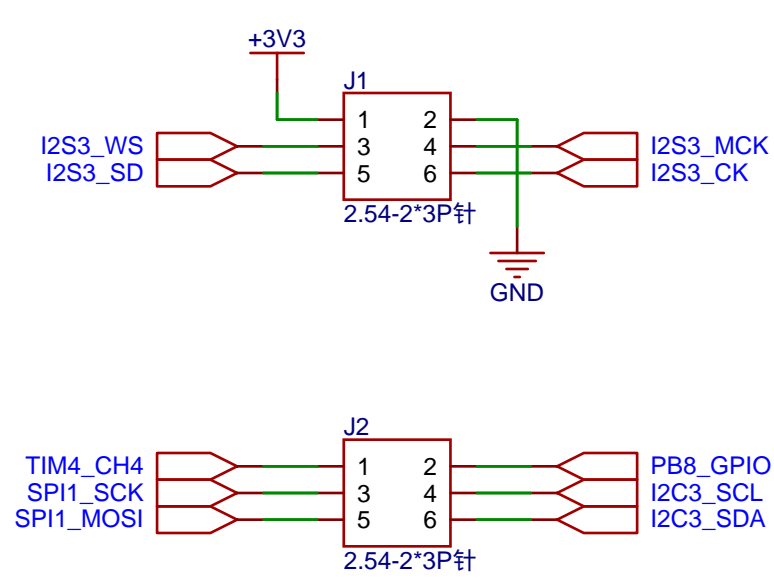 +3V3
J1
I2S3_WS 1 2
3 4 I2S3_MCK
I2S3_SD 5 6 I2S3_CK
2.54-2*3P针
GND
J2
TIM4_CH4 1 2 PB8_GPIO
SPI1_SCK 3 4 I2C3_SCL
SPI1_MOSI 5 6 I2C3_SDA
2.54-2*3P针